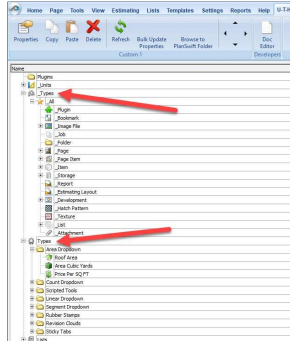 Home Page Tools View Estimating Lists Templates Settings Reports Help U-T-H
Properties Copy Paste Delete Refresh Bulk Update Properties Browse to PlanSwift Folder Doc Editor
Custom 1 Developers
Name
Plugins
_Units
_Types
_All
_Plugin
_Bookmark
_Image File
_Job
_Folder
_Page
_Page Item
_Item
_Storage
_Report
_Estimating Layout
_Development
_Hatch Pattern
_Texture
_List
_Attachment
Types
Area Dropdown
Roof Area
Area Cubic Yards
Price Per SQ FT
Count Dropdown
Scripted Tools
Linear Dropdown
Segment Dropdown
Rubber Stamps
Revision Clouds
Sticky Tabs
Lists